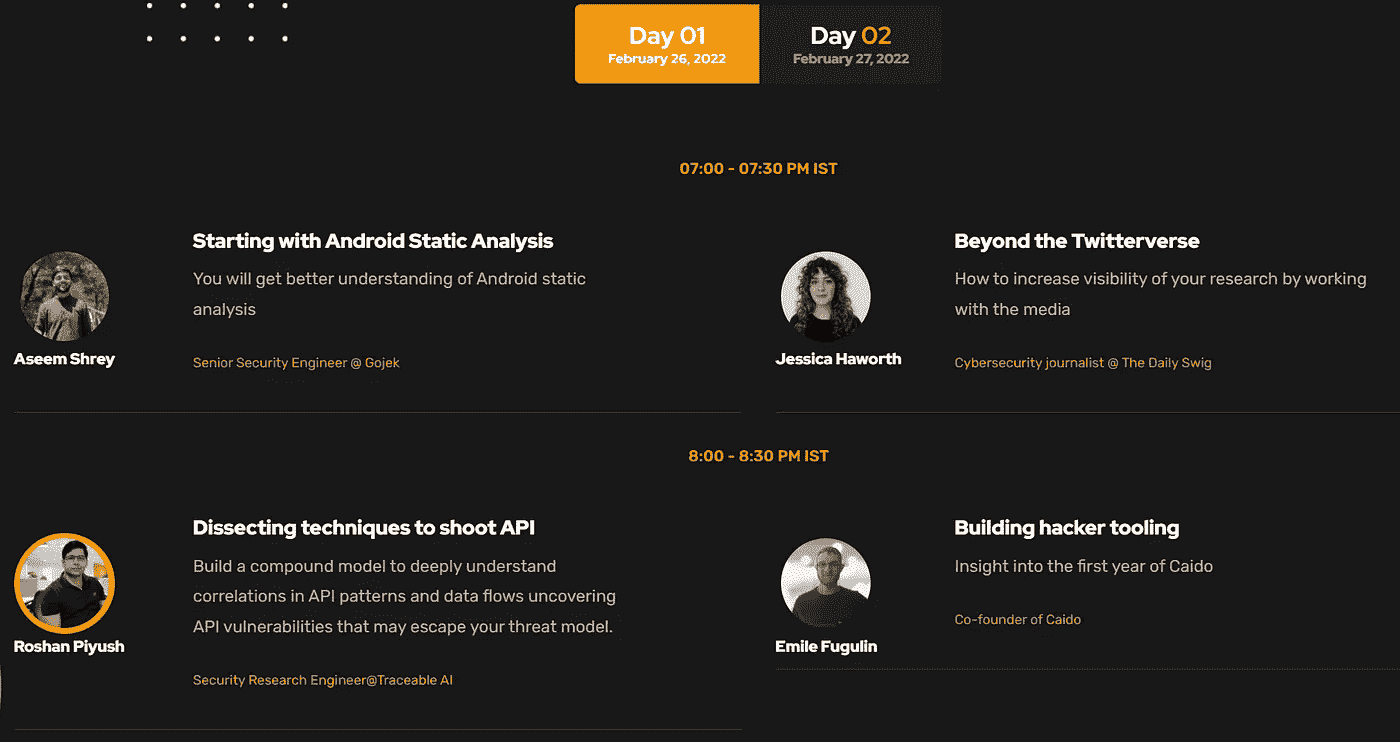 Day 01
February 26, 2022
Day 02
February 27, 2022
07:00 - 07:30 PM IST
Starting with Android Static Analysis
You will get better understanding of Android static
analysis
Aseem Shrey
Senior Security Engineer @ Gojek
Beyond the Twitterverse
How to increase visibility of your research by working
with the media
Jessica Haworth
Cybersecurity journalist @ The Daily Swig
8:00 - 8:30 PM IST
Dissecting techniques to shoot API
Build a compound model to deeply understand
correlations in API patterns and data flows uncovering
API vulnerabilities that may escape your threat model.
Roshan Piyush
Security Research Engineer@Traceable AI
Building hacker tooling
Insight into the first year of Caido
Co-founder of Caido
Emile Fugulin